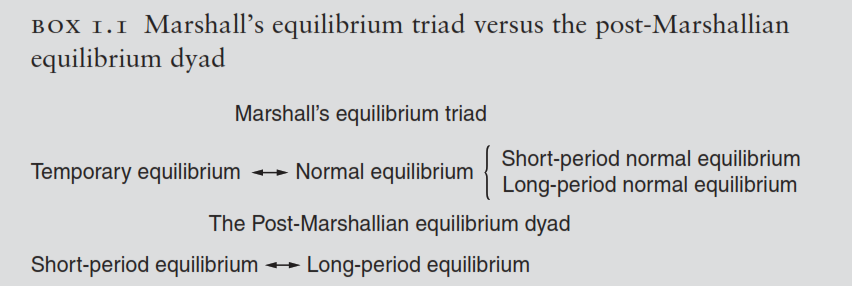 BOX 1.1 Marshall's equilibrium triad versus the post-Marshallian
equilibrium dyad
Marshall's equilibrium triad
Temporary equilibrium ↔ Normal equilibrium { Short-period normal equilibrium
Long-period normal equilibrium
The Post-Marshallian equilibrium dyad
Short-period equilibrium ↔ Long-period equilibrium